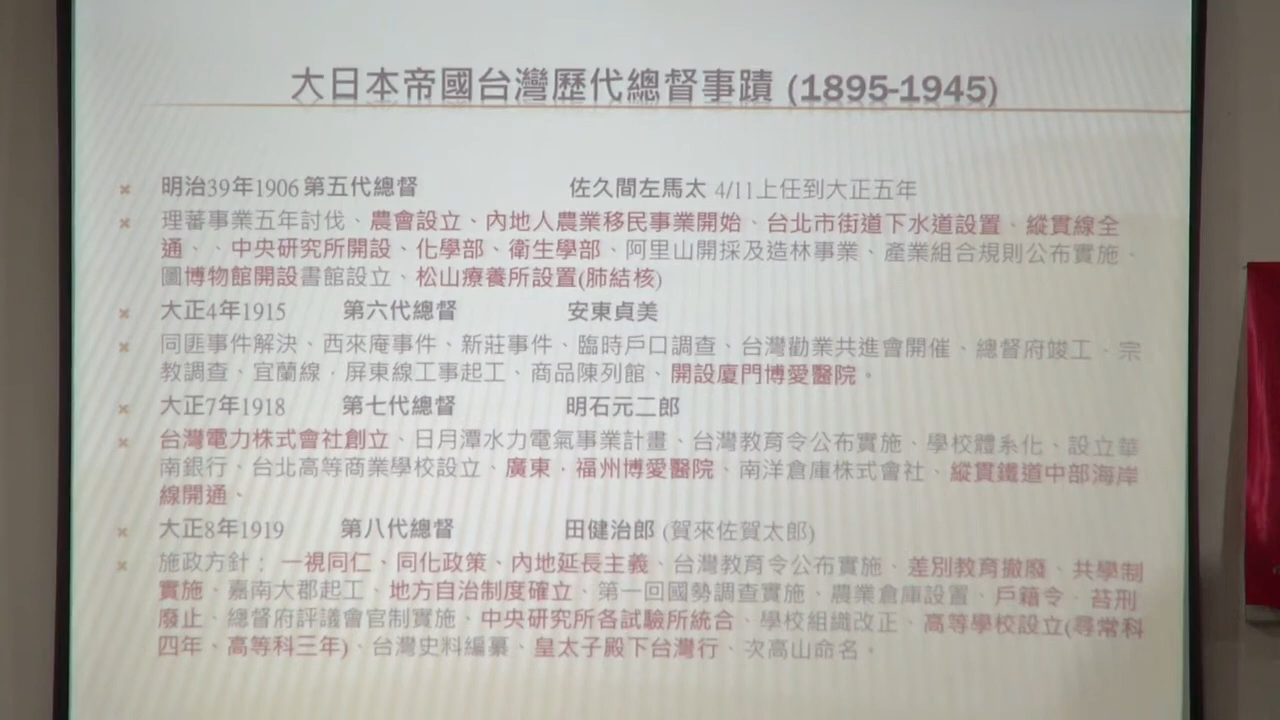 大日本帝國台灣歷代總督事蹟 (1895-1945)
明治39年1906 第五代總督 佐久間左馬太 4/11上任到大正五年
理蕃事業五年討伐、農會設立、內地人農業移民事業開始、台北市街道下水道設置、縱貫線全
通、、中央研究所開設、化學部、衛生學部、阿里山開採及造林事業、產業組合規則公布實施、
圖博物館開設書館設立、松山療養所設置(肺結核)
大正4年1915 第六代總督 安東貞美
同匪事件解決、西來庵事件、新莊事件、臨時戶口調查、台灣勸業共進會開催、總督府竣工、宗
教調查、宜蘭線，屏東線工事起工、商品陳列館、開設廈門博愛醫院。
大正7年1918 第七代總督 明石元二郎
台灣電力株式會社創立、日月潭水力電氣事業計畫、台灣教育令公布實施、學校體系化、設立華
南銀行、台北高等商業學校設立、廣東，福州博愛醫院、南洋倉庫株式會社、縱貫鐵道中部海岸
線開通、
大正8年1919 第八代總督 田健治郎 (賀來佐賀太郎)
施政方針： 一視同仁、同化政策、內地延長主義、台灣教育令公布實施、差別教育撤廢、共學制
實施、嘉南大郡起工、地方自治制度確立、第一回國勢調查實施、農業倉庫設置、戶籍令、笞刑
廢止、總督府評議會官制實施、中央研究所各試驗所統合、學校組織改正、高等學校設立(尋常科
四年、高等科三年)、台灣史料編纂、皇太子殿下台灣行、次高山命名。